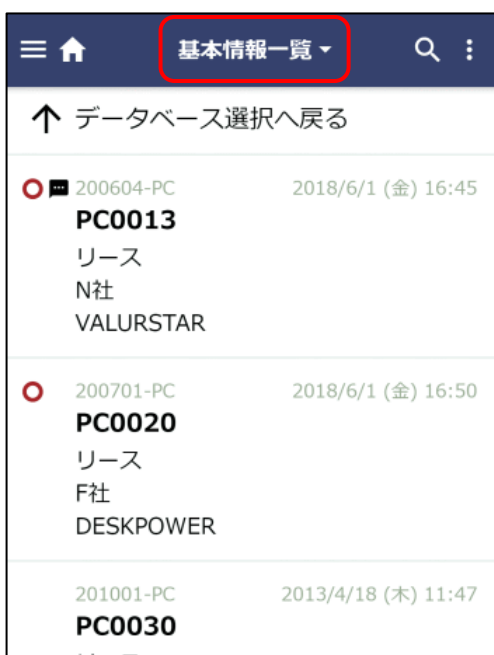 基本情報一覧
データベース選択へ戻る
200604-PC 2018/6/1 (金) 16:45
PC0013
リース
N社
VALURSTAR
200701-PC 2018/6/1 (金) 16:50
PC0020
リース
F社
DESKPOWER
201001-PC 2013/4/18 (木) 11:47
PC0030